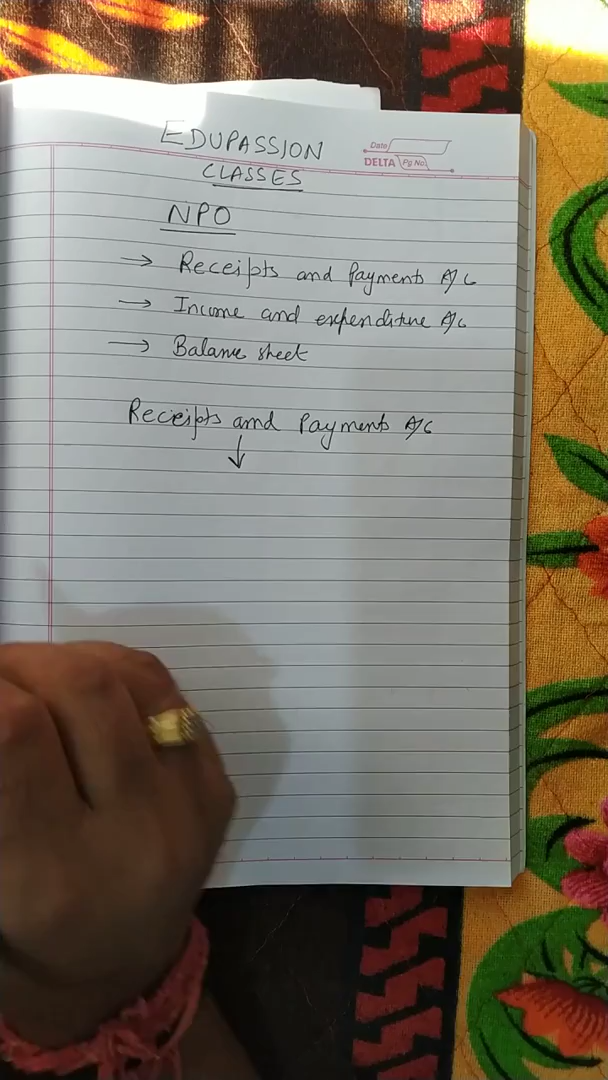 EDUPASSION
CLASSES
Date
DELTA Pg No.
NPO
→ Receipts and Payments A/C
→ Income and expenditure A/C
→ Balance sheet
Receipts and Payments A/C
↓